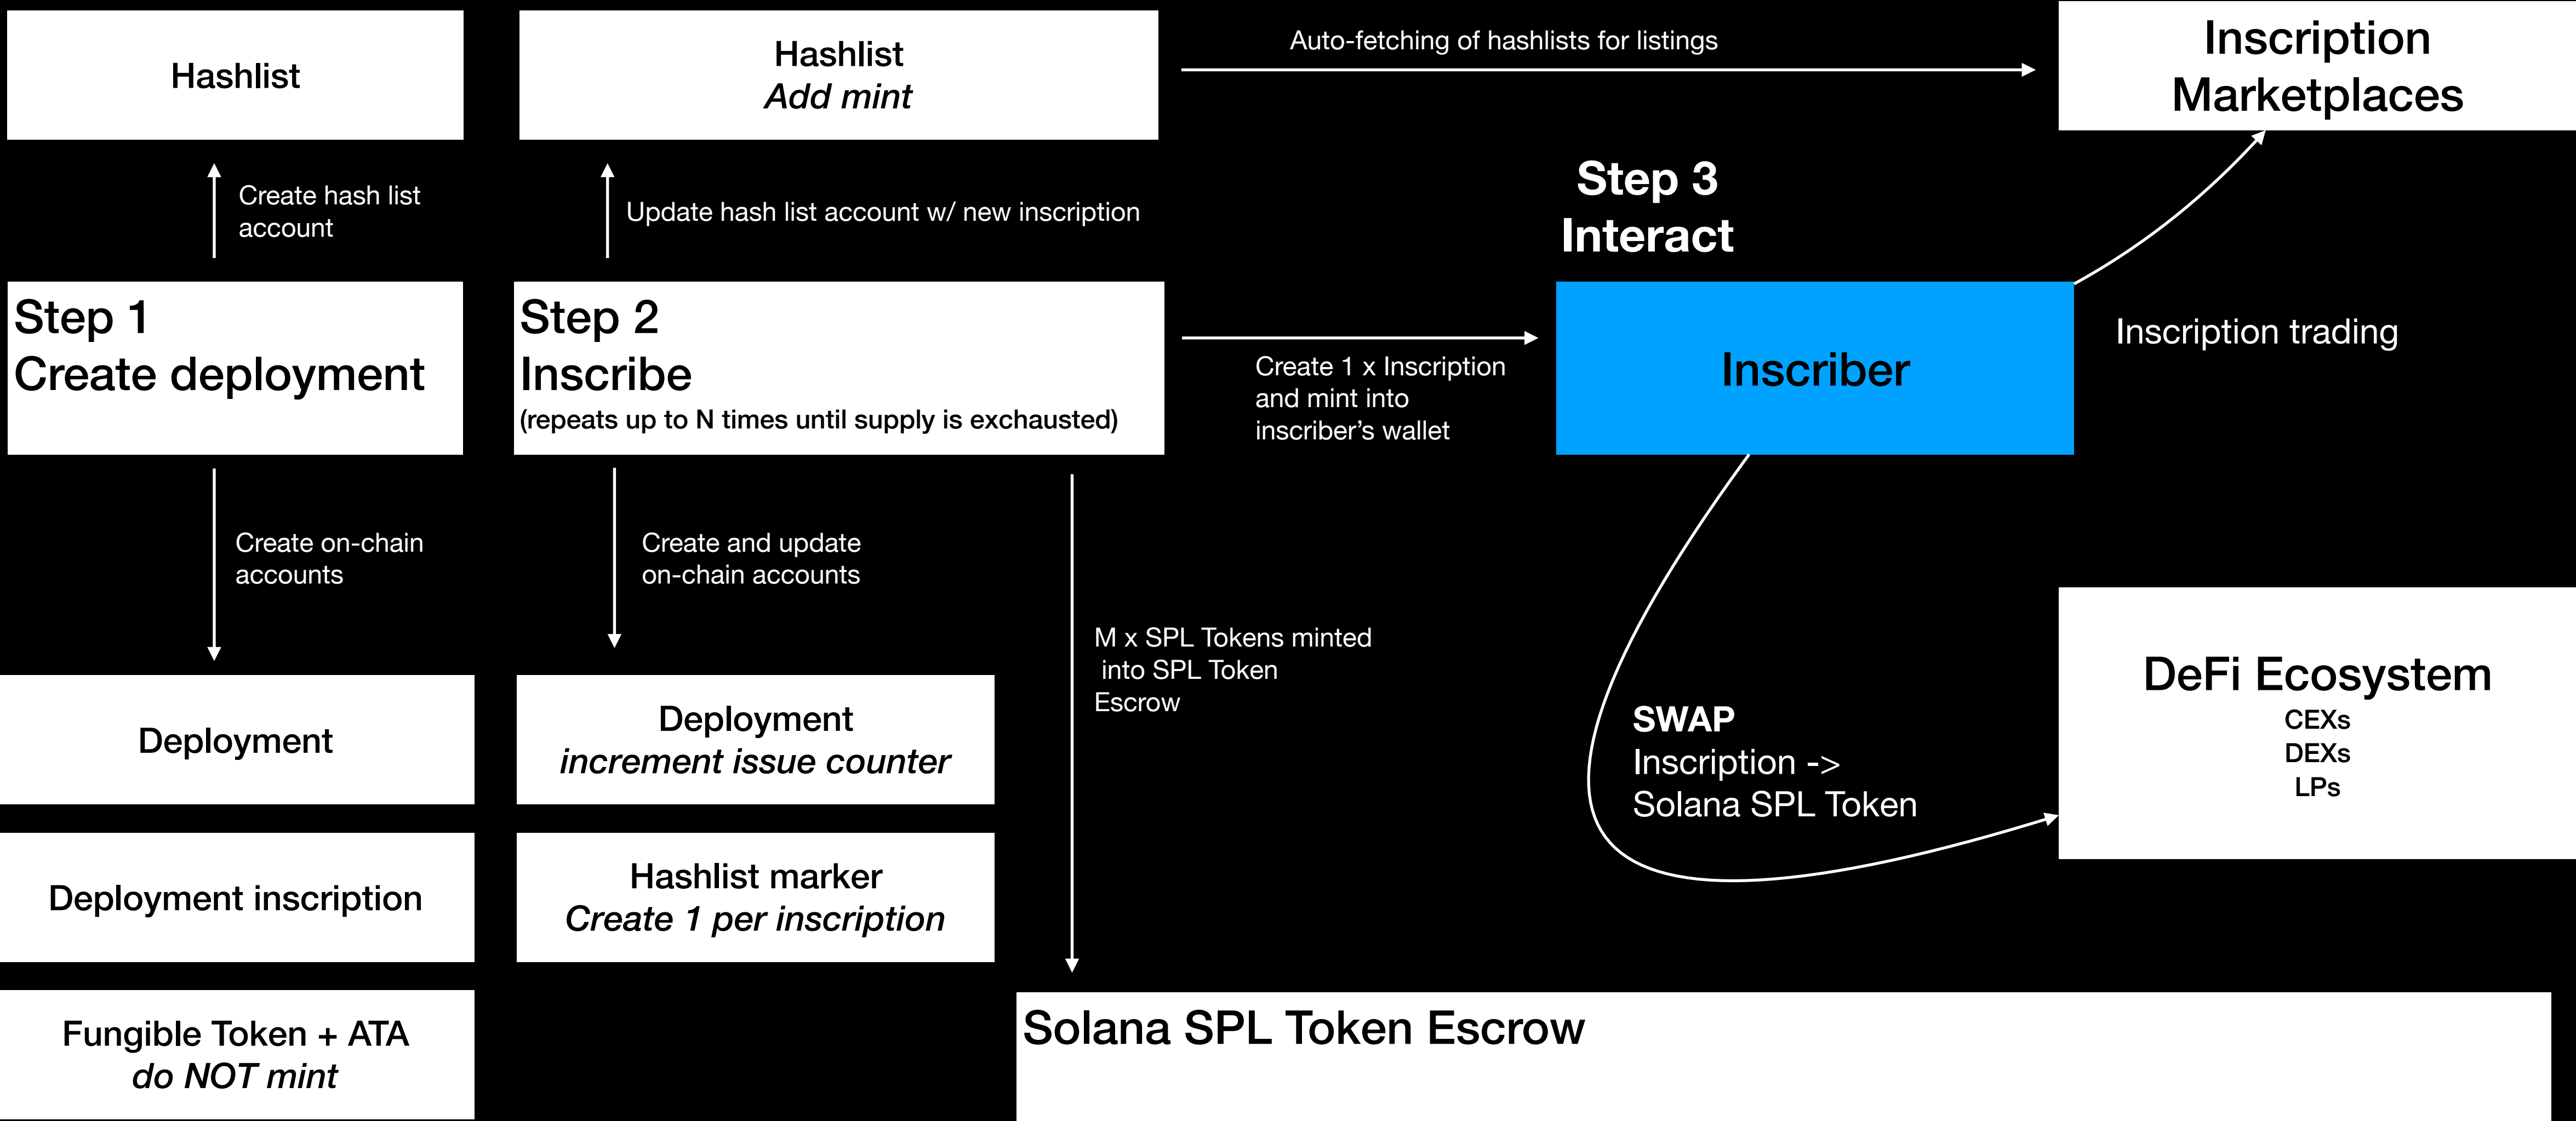 Hashlist
Create hash list
account
Step 1
Create deployment
Create on-chain
accounts
Deployment
Deployment inscription
Fungible Token + ATA
do NOT mint
Hashlist
Add mint
Update hash list account w/ new inscription
Step 2
Inscribe
(repeats up to N times until supply is exchausted)
Create and update
on-chain accounts
Deployment
increment issue counter
Hashlist marker
Create 1 per inscription
M x SPL Tokens minted
into SPL Token
Escrow
Solana SPL Token Escrow
Auto-fetching of hashlists for listings
Create 1 x Inscription
and mint into
inscriber’s wallet
Step 3
Interact
Inscriber
SWAP
Inscription ->
Solana SPL Token
Inscription
Marketplaces
Inscription trading
DeFi Ecosystem
CEXs
DEXs
LPs